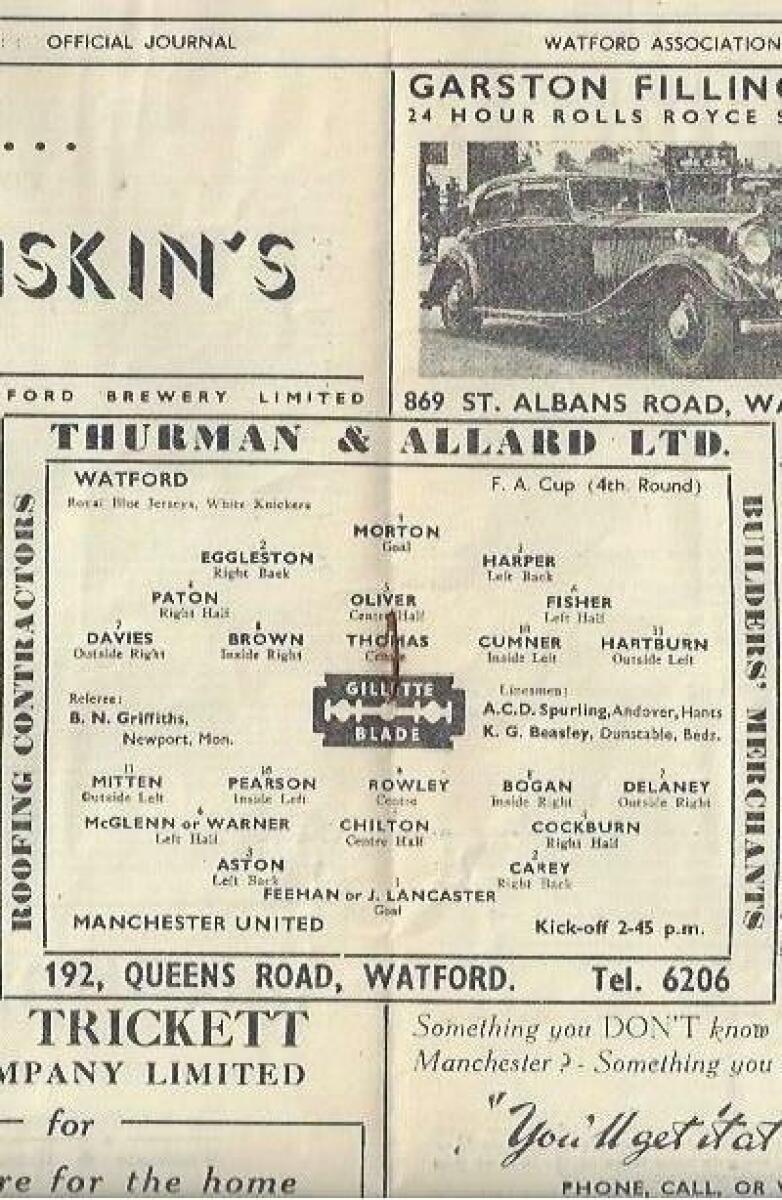 OFFICIAL JOURNAL
WATFORD ASSOCIATION
. . .
SKIN'S
FORD BREWERY LIMITED
GARSTON FILLING
24 HOUR ROLLS ROYCE S
869 ST. ALBANS ROAD, WA
THURMAN & ALLARD LTD.
ROOFING CONTRACTORS
BUILDERS' MERCHANTS
WATFORD
F. A. Cup (4th Round)
Royal Blue Jerseys, White Knickers
1
MORTON
Goal
2 3
EGGLESTON HARPER
Right Back Left Back
4 5 6
PATON OLIVER FISHER
Right Half Centre Half Left Half
7 8 10 11
DAVIES BROWN THOMAS CUMNER HARTBURN
Outside Right Inside Right Inside Left Outside Left
Referee: Linesmen:
B. N. Griffiths, A.C.D. Spurling, Andover, Hants
Newport, Mon. K. G. Beasley, Dunstable, Beds.
GILLETTE
BLADE
11 10 9 8 7
MITTEN PEARSON ROWLEY BOGAN DELANEY
Outside Left Inside Left Centre Inside Right Outside Right
6 4
McGLENN or WARNER CHILTON COCKBURN
Left Half Centre Half Right Half
3 2
ASTON CAREY
Left Back Right Back
1
FEEHAN or J. LANCASTER
Goal
MANCHESTER UNITED Kick-off 2-45 p.m.
192, QUEENS ROAD, WATFORD. Tel. 6206
TRICKETT
MPANY LIMITED
for
re for the home
Something you DON'T know
Manchester ? - Something you
"You'll get it at
PHONE, CALL, OR